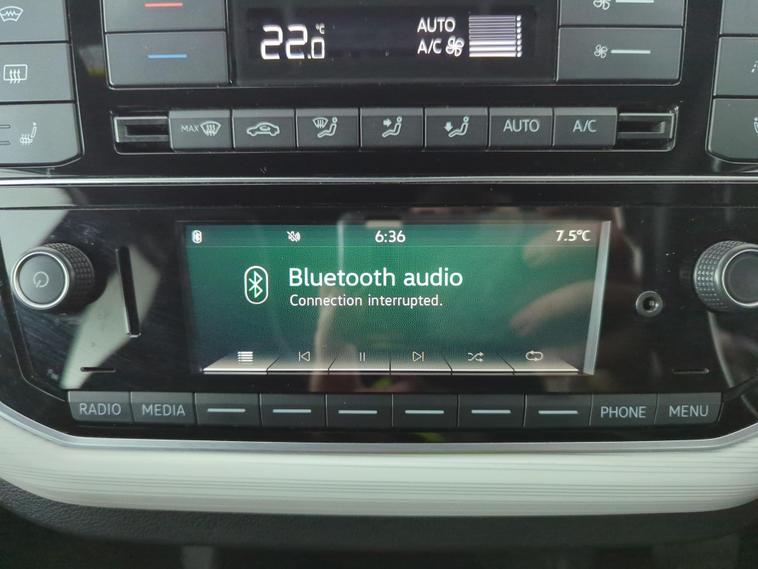 22.0 °C
AUTO
A/C
MAX
AUTO
A/C
6:36
7.5°C
Bluetooth audio
Connection interrupted.
RADIO
MEDIA
PHONE
MENU